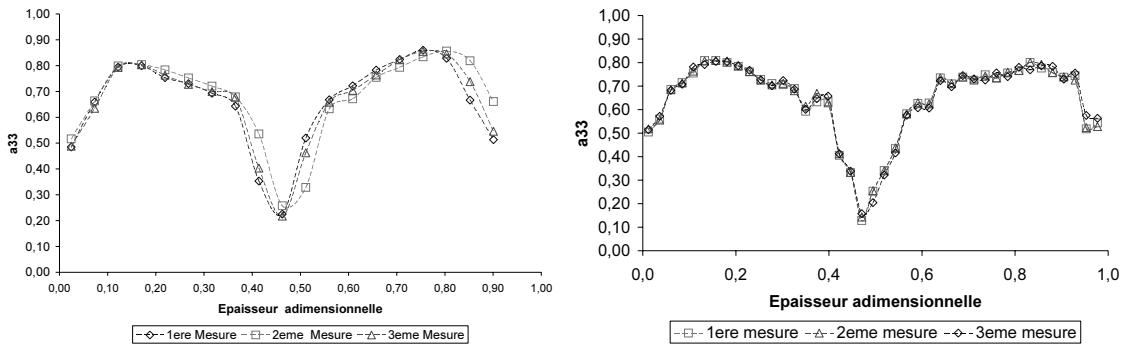 1,00
0,90
0,80
0,70
0,60
0,50
0,40
0,30
0,20
0,10
0,00
a33
0,00 0,10 0,20 0,30 0,40 0,50 0,60 0,70 0,80 0,90 1,00
Epaisseur adimensionnelle
1ere Mesure 2eme Mesure 3eme Mesure
1,00
0,90
0,80
0,70
0,60
0,50
0,40
0,30
0,20
0,10
0,00
a33
0,0 0,2 0,4 0,6 0,8 1,0
Epaisseur adimensionnelle
1ère mesure 2ème mesure 3ème mesure